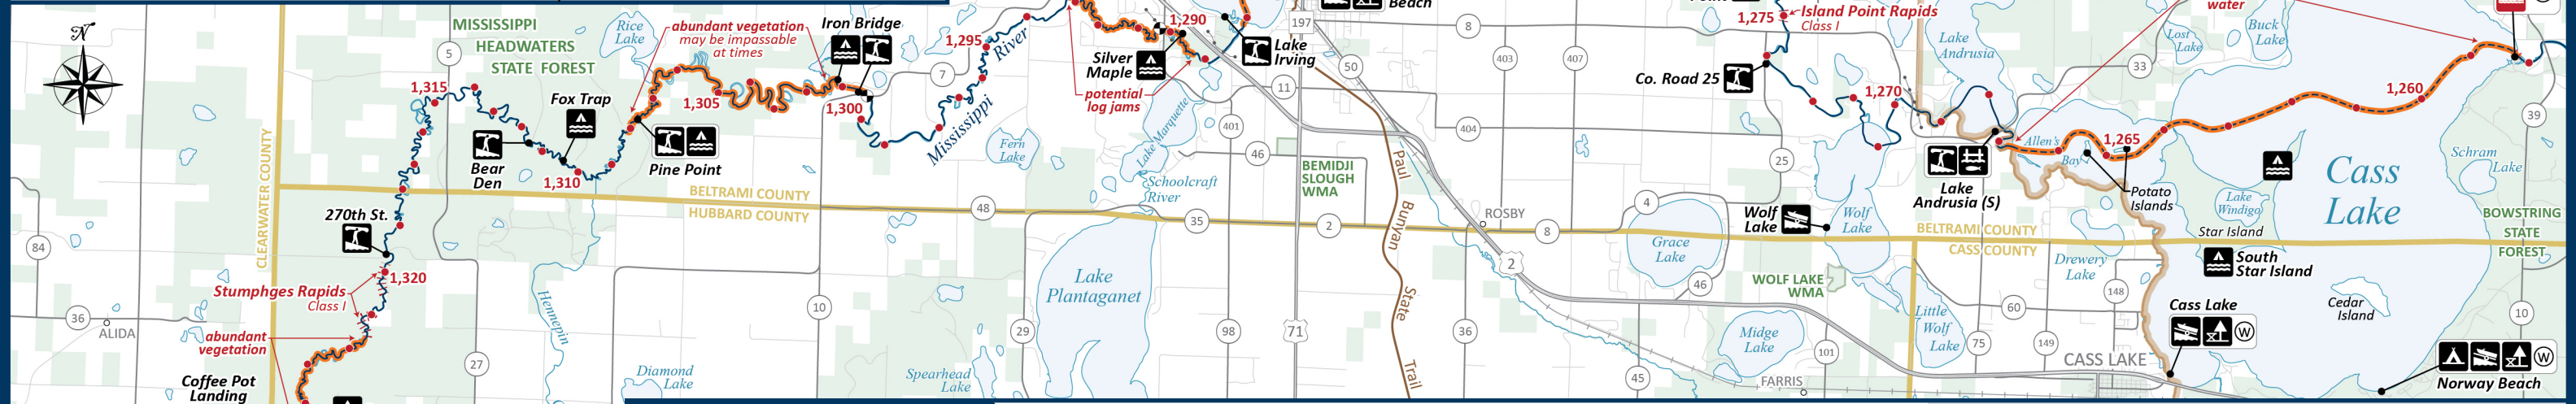 Beach
197
8
1,275
Island Point Rapids
Class I
water
MISSISSIPPI
HEADWATERS
STATE FOREST
Rice
Lake
abundant vegetation
may be impassable
at times
Iron Bridge
1,295
River
1,290
Silver
Maple
Lake
Irving
50
403
407
Co. Road 25
Lake
Andrusia
Lost
Lake
Buck
Lake
33
N
5
7
1,315
1,305
1,300
potential
log jams
11
1,270
1,260
39
Fox Trap
Bear
Den
Pine Point
1,310
Mississippi
Fern
Lake
Lake Marquette
401
46
404
BEMIDJI
SLOUGH
WMA
25
Allen's
Bay
1,265
Potato
Islands
Lake
Andrusia (S)
Cass
Lake
Schram
Lake
CLEARWATER COUNTY
BELTRAMI COUNTY
HUBBARD COUNTY
Schoolcraft
River
48
35
2
8
4
ROSBY
Paul
Bunyan
State
Trail
Wolf
Lake
Wolf
Lake
Grace
Lake
BELTRAMI COUNTY
CASS COUNTY
Lake
Windigo
Star Island
BOWSTRING
STATE
FOREST
270th St.
84
1,320
Stumphges Rapids
Class I
36
ALIDA
abundant
vegetation
Coffee Pot
Landing
27
Hennepin
10
Diamond
Lake
Spearhead
Lake
Lake
Plantaganet
29
98
71
36
2
46
WOLF LAKE
WMA
Midge
Lake
101
45
FARRIS
Little
Wolf
Lake
75
60
149
148
Drewery
Lake
South
Star Island
Cass Lake
W
CASS LAKE
Cedar
Island
10
W
Norway Beach